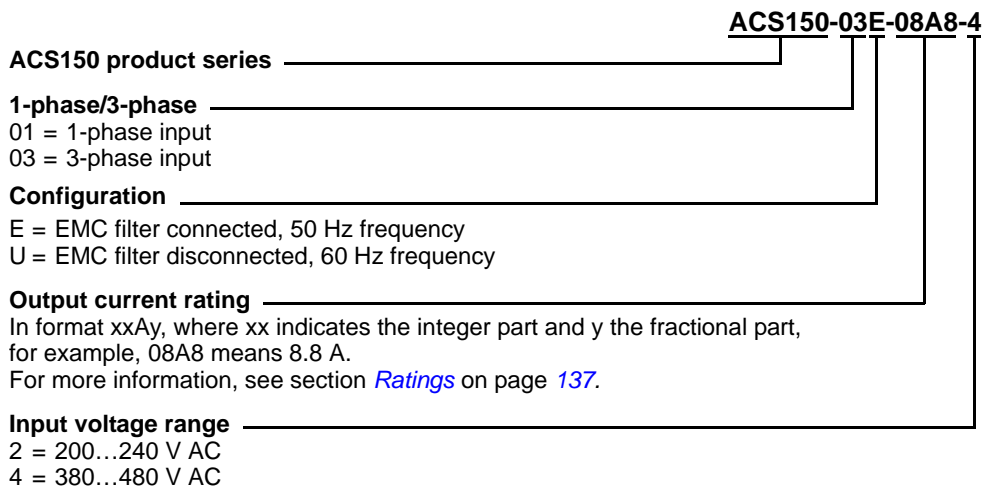 ACS150-03E-08A8-4
ACS150 product series
1-phase/3-phase
01 = 1-phase input
03 = 3-phase input
Configuration
E = EMC filter connected, 50 Hz frequency
U = EMC filter disconnected, 60 Hz frequency
Output current rating
In format xxAy, where xx indicates the integer part and y the fractional part,
for example, 08A8 means 8.8 A.
For more information, see section Ratings on page 137.
Input voltage range
2 = 200…240 V AC
4 = 380…480 V AC